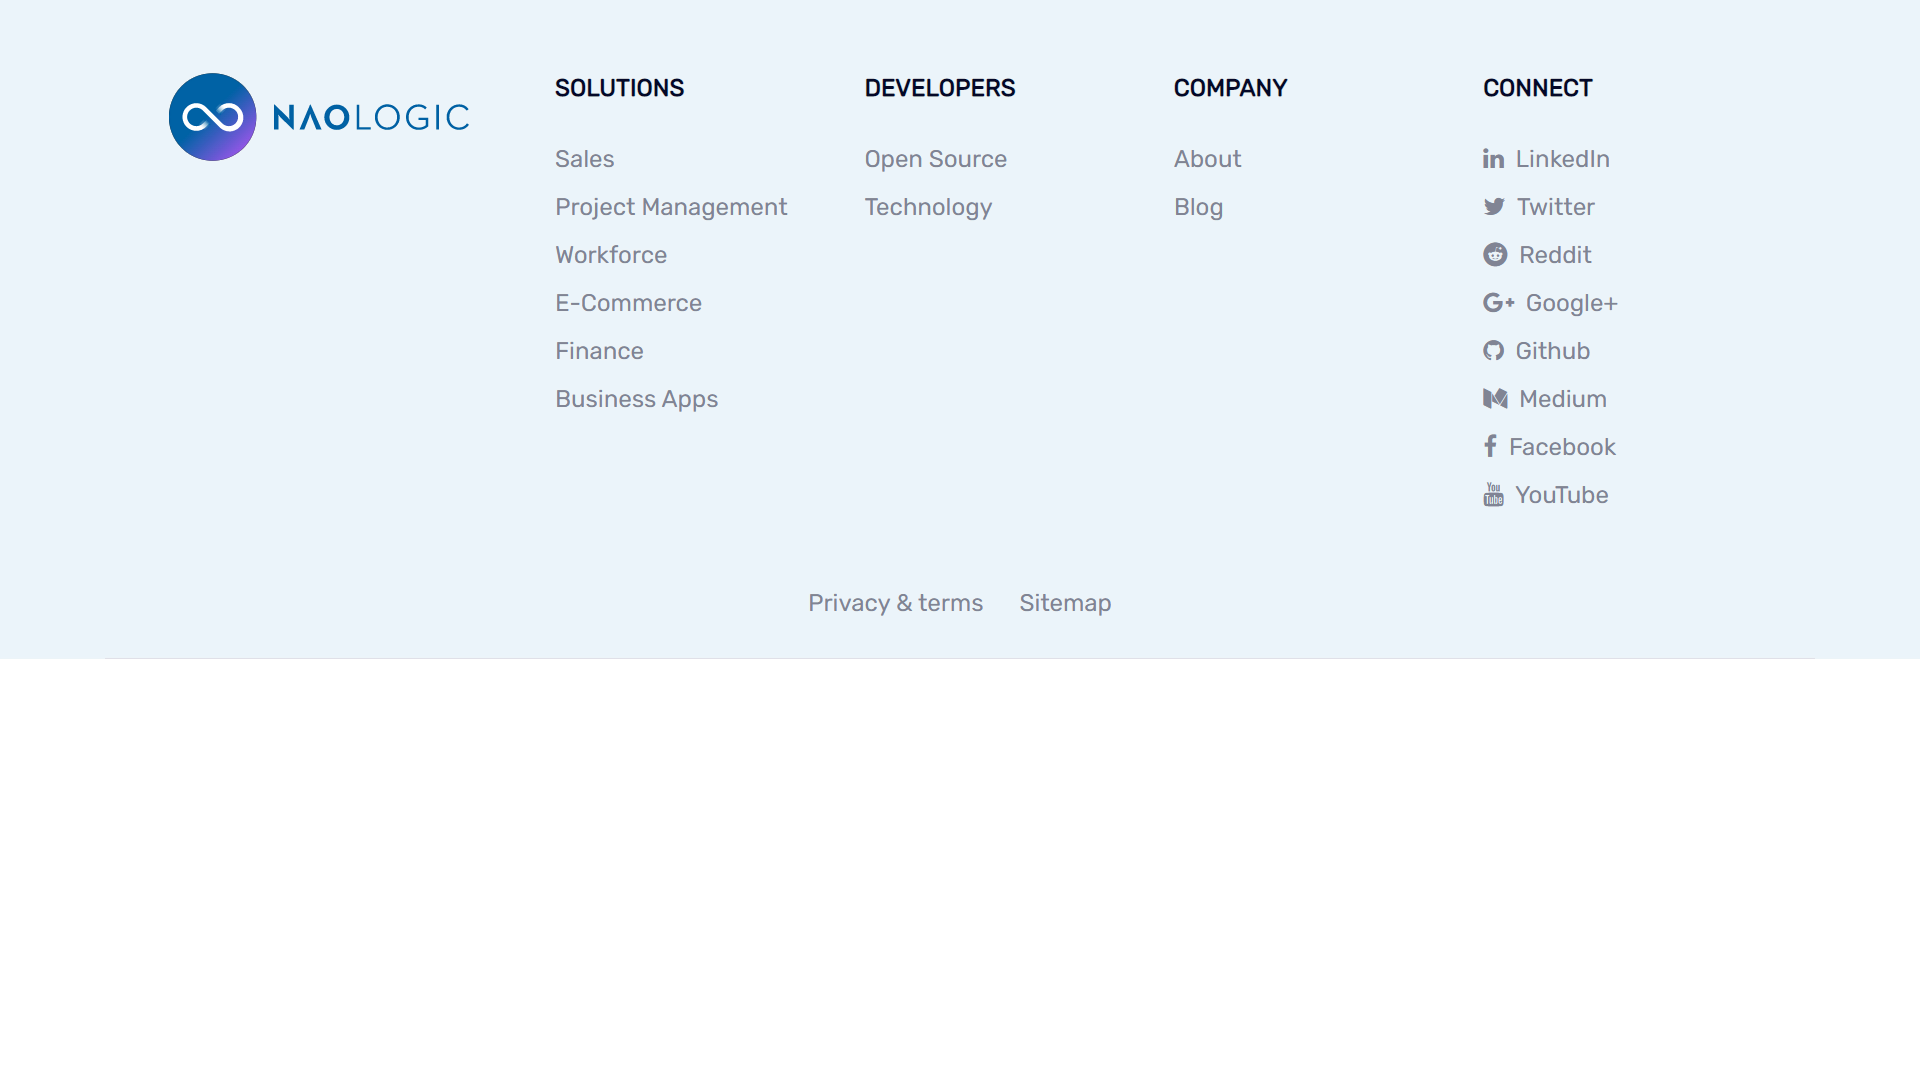 NAOLOGIC
SOLUTIONS
Sales
Project Management
Workforce
E-Commerce
Finance
Business Apps
DEVELOPERS
Open Source
Technology
COMPANY
About
Blog
CONNECT
LinkedIn
Twitter
Reddit
Google+
Github
Medium
Facebook
YouTube
Privacy & terms
Sitemap